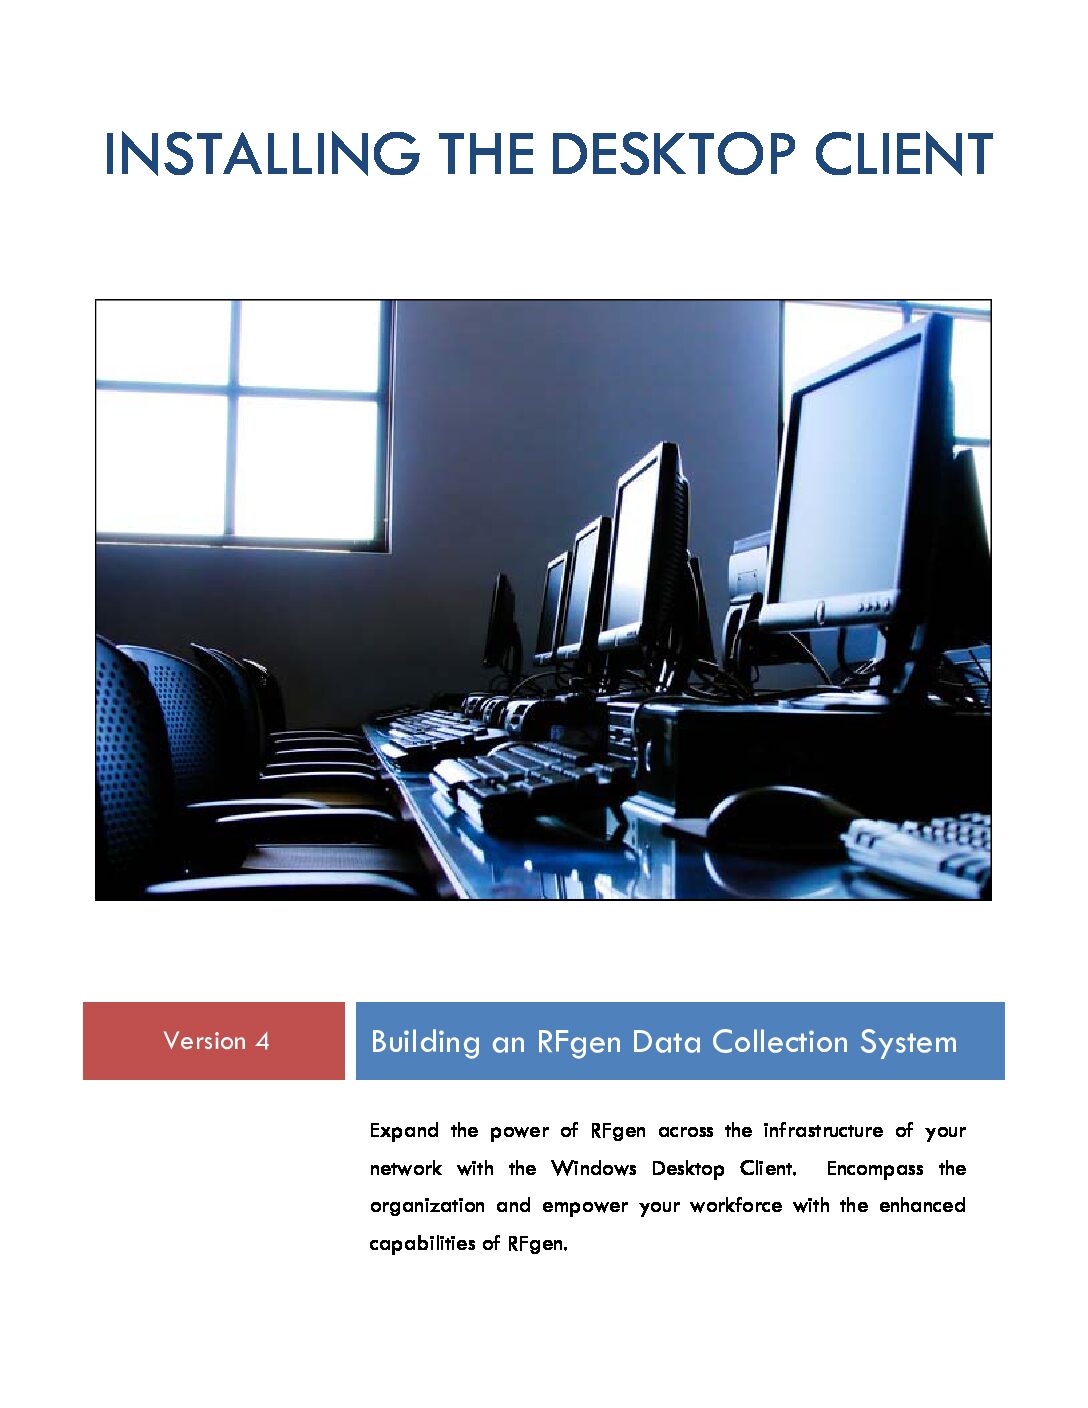 INSTALLING THE DESKTOP CLIENT
Version 4
Building an RFgen Data Collection System
Expand the power of RFgen across the infrastructure of your
network with the Windows Desktop Client. Encompass the
organization and empower your workforce with the enhanced
capabilities of RFgen.